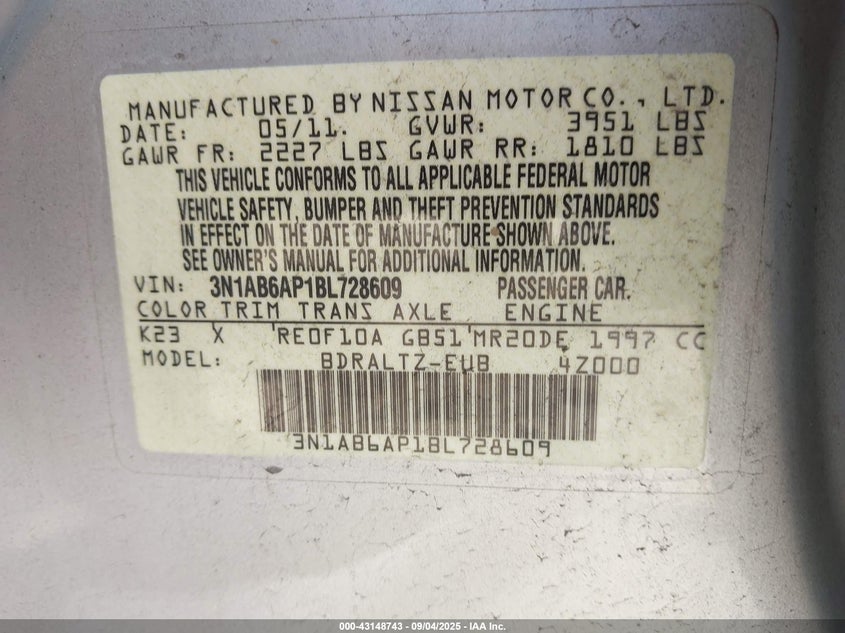 MANUFACTURED BY NISSAN MOTOR CO., LTD.
DATE: 05/11. GVWR: 3951 LBS
GAWR FR: 2227 LBS GAWR RR: 1810 LBS
THIS VEHICLE CONFORMS TO ALL APPLICABLE FEDERAL MOTOR
VEHICLE SAFETY, BUMPER AND THEFT PREVENTION STANDARDS
IN EFFECT ON THE DATE OF MANUFACTURE SHOWN ABOVE.
SEE OWNER'S MANUAL FOR ADDITIONAL INFORMATION.
VIN: 3N1AB6AP1BL728609 PASSENGER CAR.
COLOR TRIM TRANS AXLE ENGINE
K23 X RE0F10A GB51 MR20DE 1997 CC
MODEL: BDRALTZ-EUB 4Z000
3N1AB6AP1BL728609
000-43148743 - 09/04/2025 - IAA Inc.